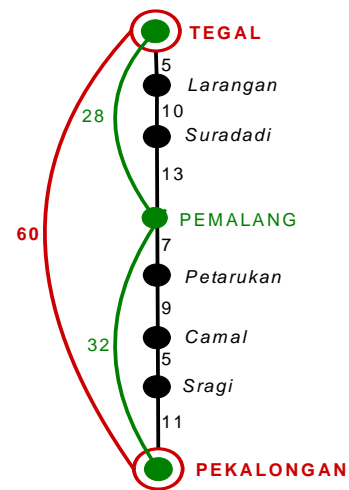 TEGAL
5
Larangan
10
28
Suradadi
13
PEMALANG
60
7
Petarukan
9
Camal
32
5
Sragi
11
PEKALONGAN